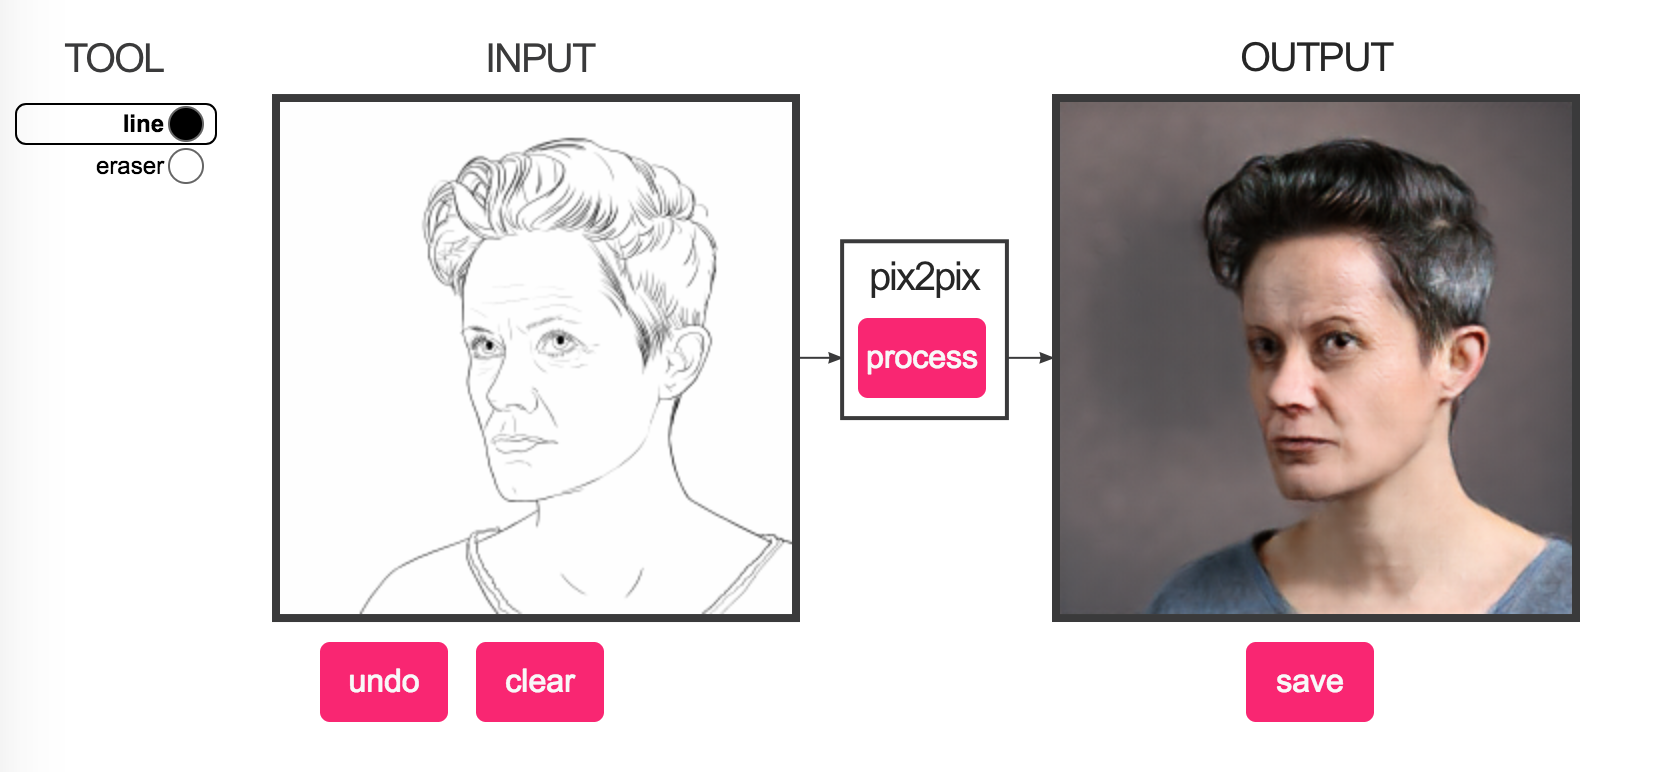 TOOL
line
eraser
INPUT
undo
clear
pix2pix
process
OUTPUT
save